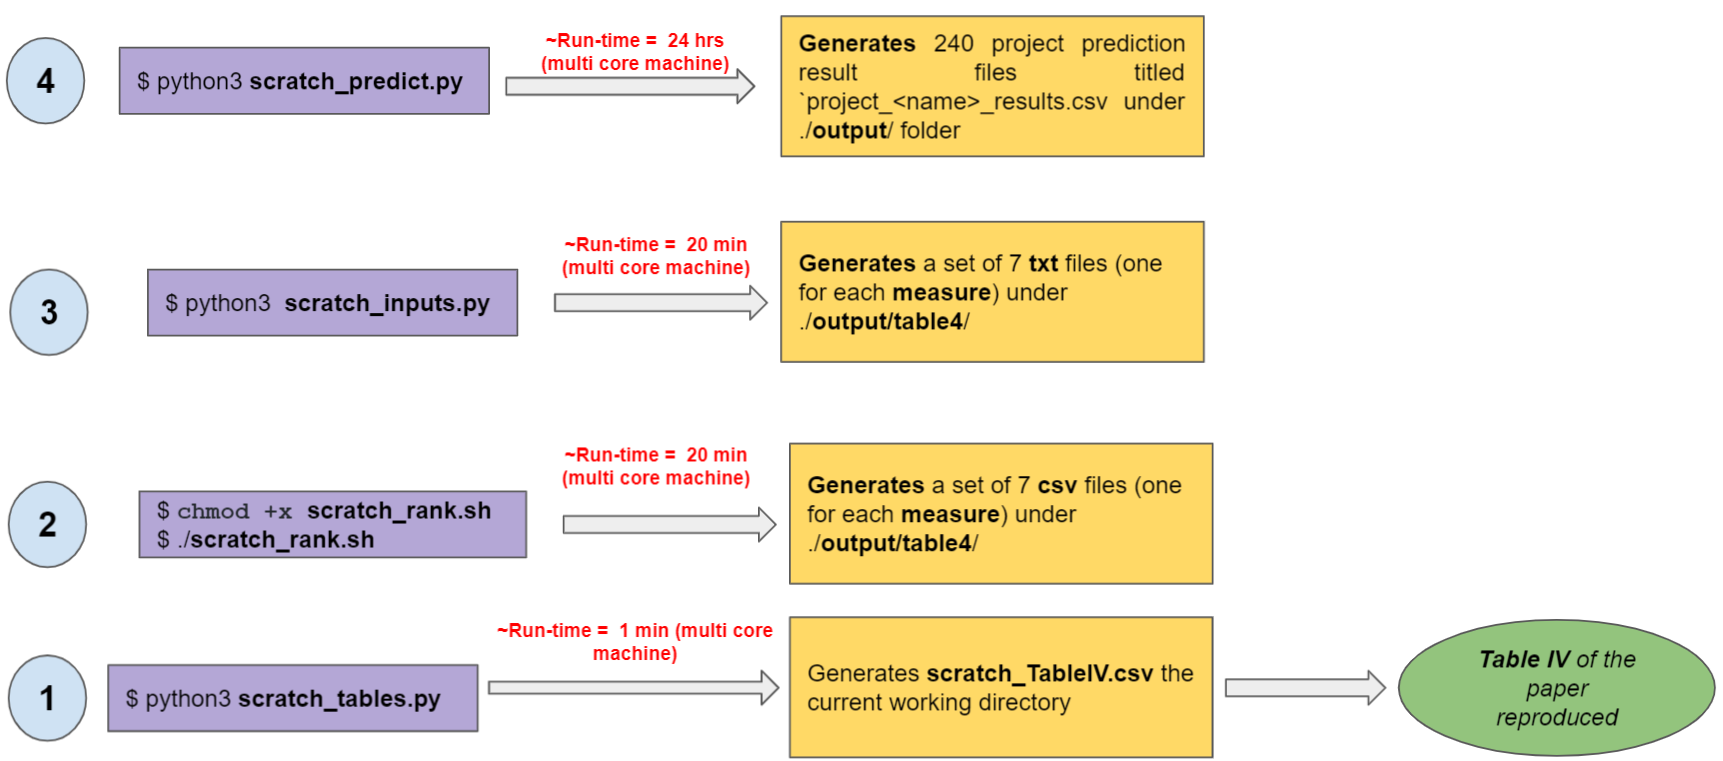 4
$ python3 scratch_predict.py
~Run-time = 24 hrs
(multi core machine)
Generates 240 project prediction
result files titled
`project_<name>_results.csv under
./output/ folder
3
$ python3 scratch_inputs.py
~Run-time = 20 min
(multi core machine)
Generates a set of 7 txt files (one
for each measure) under
./output/table4/
2
$ chmod +x scratch_rank.sh
$ ./scratch_rank.sh
~Run-time = 20 min
(multi core machine)
Generates a set of 7 csv files (one
for each measure) under
./output/table4/
1
$ python3 scratch_tables.py
~Run-time = 1 min (multi core
machine)
Generates scratch_TableIV.csv the
current working directory
Table IV of the
paper
reproduced